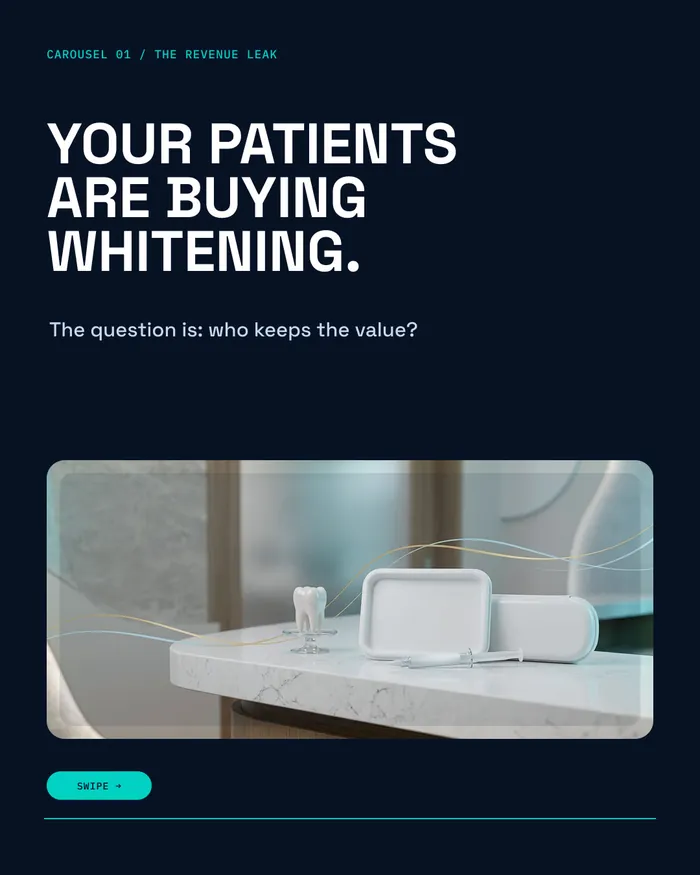 CAROUSEL 01 / THE REVENUE LEAK
YOUR PATIENTS
ARE BUYING
WHITENING.
The question is: who keeps the value?
SWIPE →